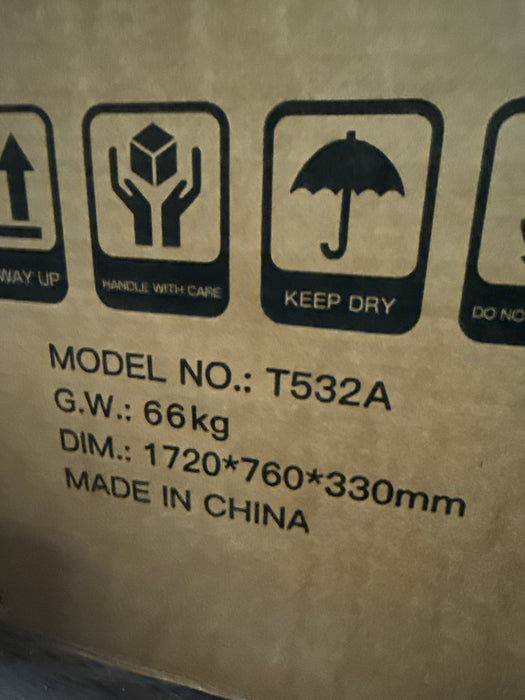 WAY UP
HANDLE WITH CARE
KEEP DRY
DO NO
MODEL NO.: T532A
G.W.: 66kg
DIM.: 1720*760*330mm
MADE IN CHINA